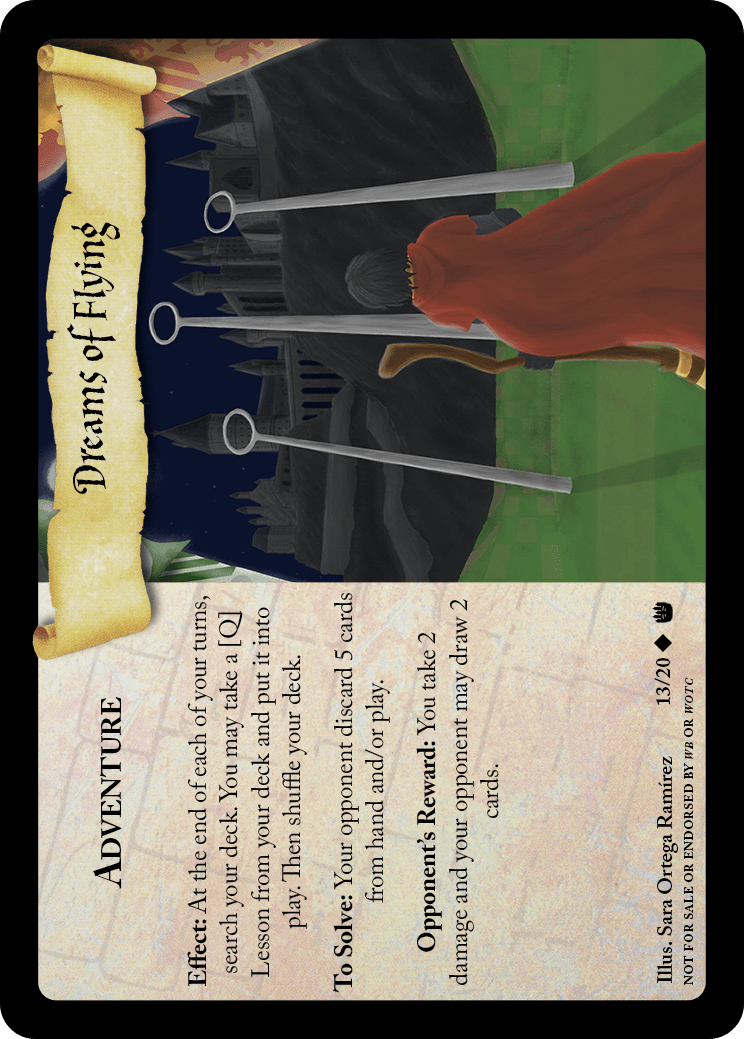 Dreams of Flying
ADVENTURE
Effect: At the end of each of your turns,
search your deck. You may take a [Q]
Lesson from your deck and put it into
play. Then shuffle your deck.
To Solve: Your opponent discard 5 cards
from hand and/or play.
Opponent's Reward: You take 2
damage and your opponent may draw 2
cards.
Illus. Sara Ortega Ramírez 13/20
NOT FOR SALE OR ENDORSED BY WB OR WOTC